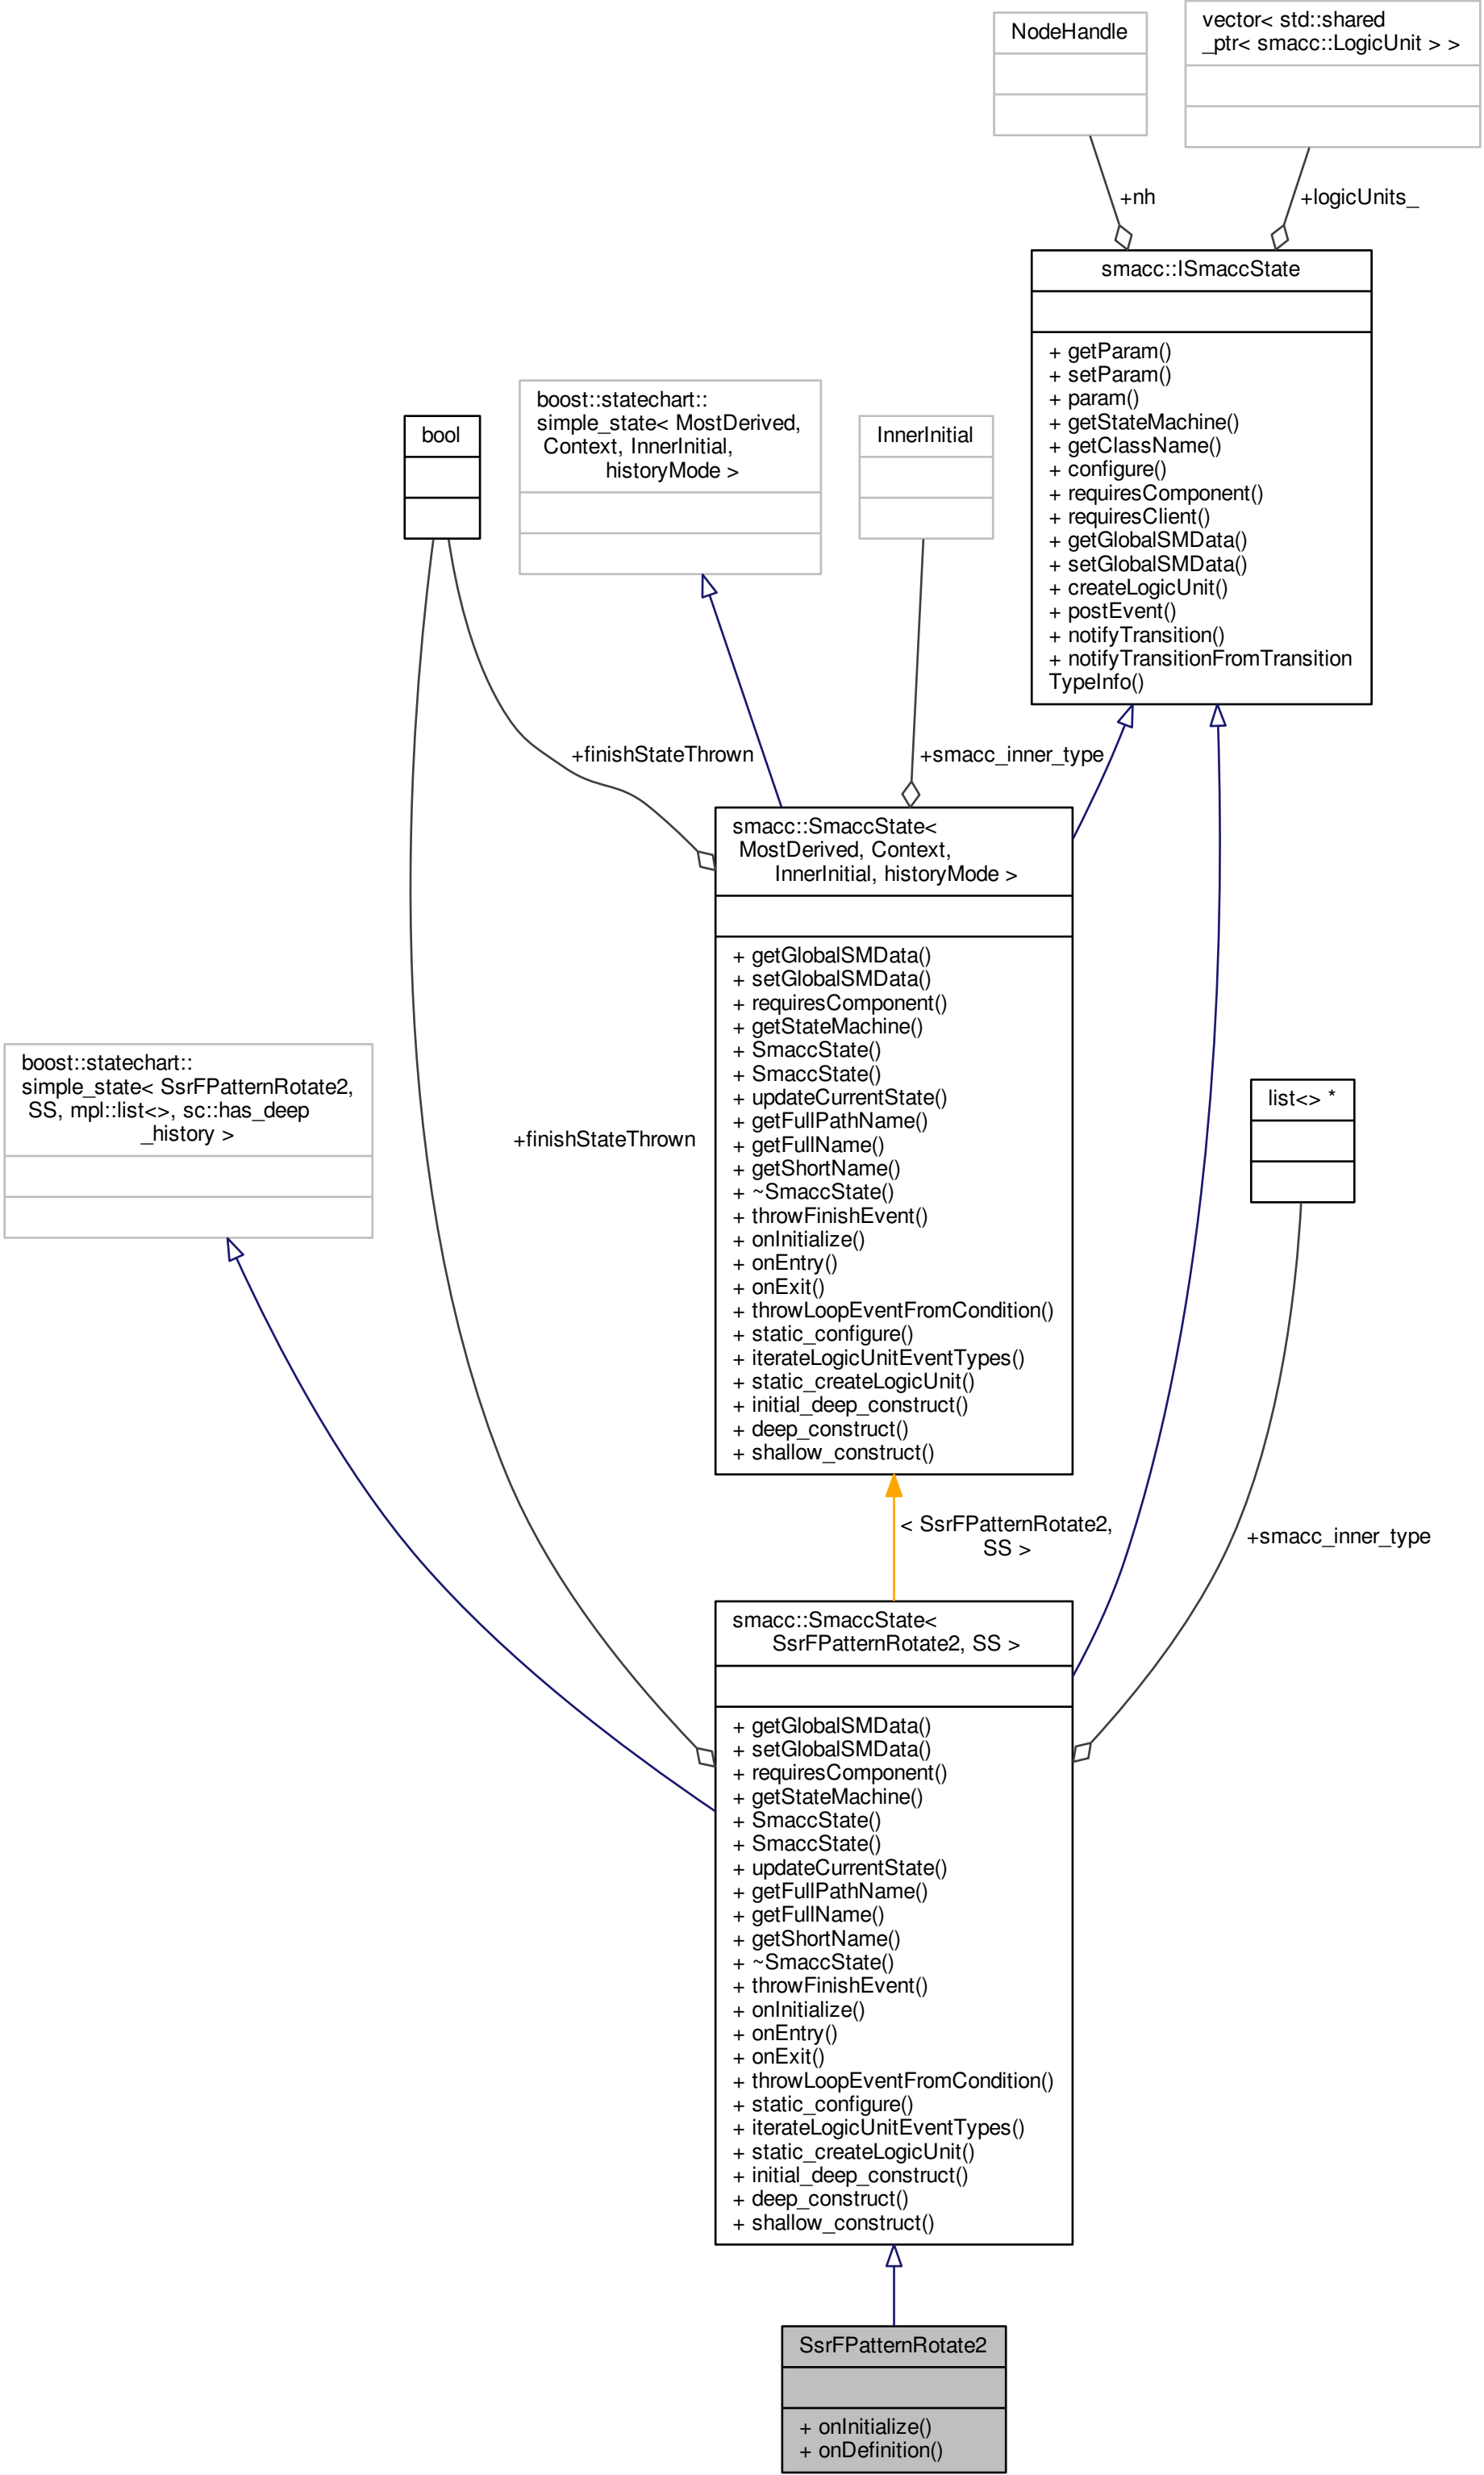 NodeHandle
vector< std::shared
_ptr< smacc::LogicUnit > >
+nh
+logicUnits_
smacc::ISmaccState
+ getParam()
+ setParam()
+ param()
+ getStateMachine()
+ getClassName()
+ configure()
+ requiresComponent()
+ requiresClient()
+ getGlobalSMData()
+ setGlobalSMData()
+ createLogicUnit()
+ postEvent()
+ notifyTransition()
+ notifyTransitionFromTransition
TypeInfo()
boost::statechart::
simple_state< MostDerived,
Context, InnerInitial,
historyMode >
bool
InnerInitial
+finishStateThrown
+smacc_inner_type
smacc::SmaccState<
MostDerived, Context,
InnerInitial, historyMode >
+ getGlobalSMData()
+ setGlobalSMData()
+ requiresComponent()
+ getStateMachine()
+ SmaccState()
+ SmaccState()
+ updateCurrentState()
+ getFullPathName()
+ getFullName()
+ getShortName()
+ ~SmaccState()
+ throwFinishEvent()
+ onInitialize()
+ onEntry()
+ onExit()
+ throwLoopEventFromCondition()
+ static_configure()
+ iterateLogicUnitEventTypes()
+ static_createLogicUnit()
+ initial_deep_construct()
+ deep_construct()
+ shallow_construct()
boost::statechart::
simple_state< SsrFPatternRotate2,
SS, mpl::list<>, sc::has_deep
_history >
+finishStateThrown
list<> *
< SsrFPatternRotate2,
SS >
+smacc_inner_type
smacc::SmaccState<
SsrFPatternRotate2, SS >
+ getGlobalSMData()
+ setGlobalSMData()
+ requiresComponent()
+ getStateMachine()
+ SmaccState()
+ SmaccState()
+ updateCurrentState()
+ getFullPathName()
+ getFullName()
+ getShortName()
+ ~SmaccState()
+ throwFinishEvent()
+ onInitialize()
+ onEntry()
+ onExit()
+ throwLoopEventFromCondition()
+ static_configure()
+ iterateLogicUnitEventTypes()
+ static_createLogicUnit()
+ initial_deep_construct()
+ deep_construct()
+ shallow_construct()
SsrFPatternRotate2
+ onInitialize()
+ onDefinition()